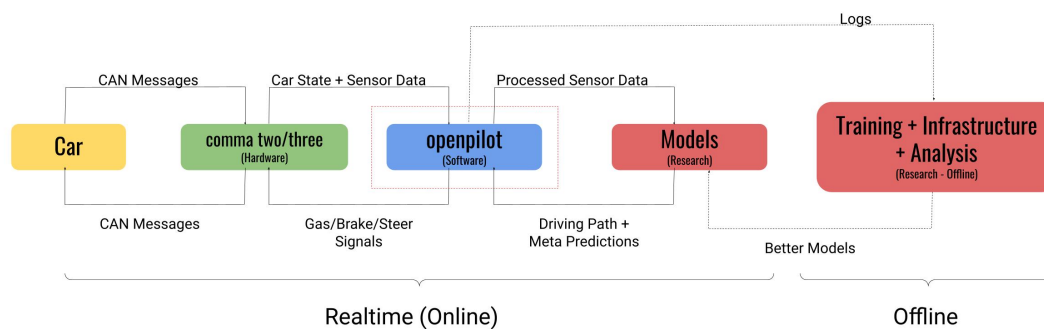 Logs
CAN Messages
Car State + Sensor Data
Processed Sensor Data
Car
comma two/three
(Hardware)
openpilot
(Software)
Models
(Research)
Training + Infrastructure
+ Analysis
(Research - Offline)
CAN Messages
Gas/Brake/Steer
Signals
Driving Path +
Meta Predictions
Better Models
Realtime (Online)
Offline